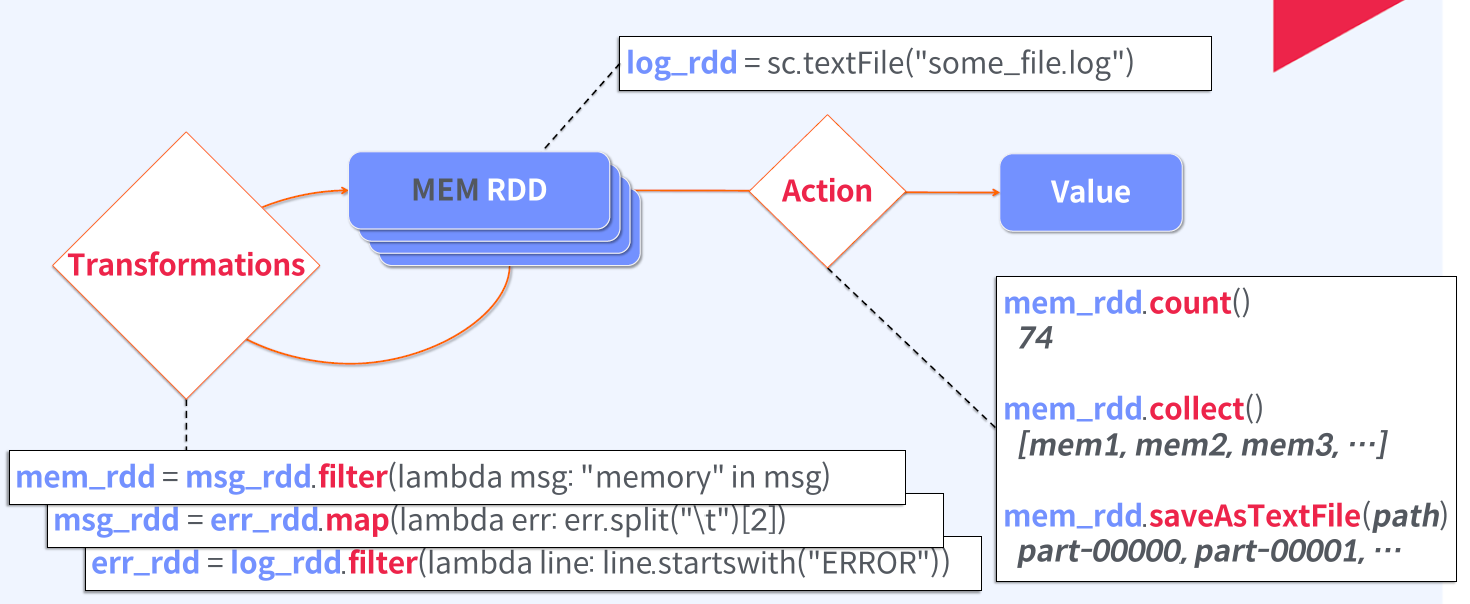 log_rdd = sc.textFile("some_file.log")
MEM RDD
Action
Value
Transformations
mem_rdd.count()
74
mem_rdd.collect()
[mem1, mem2, mem3, …]
mem_rdd.saveAsTextFile(path)
part-00000, part-00001, …
mem_rdd = msg_rdd.filter(lambda msg: "memory" in msg)
msg_rdd = err_rdd.map(lambda err: err.split("\t")[2])
err_rdd = log_rdd.filter(lambda line: line.startswith("ERROR"))